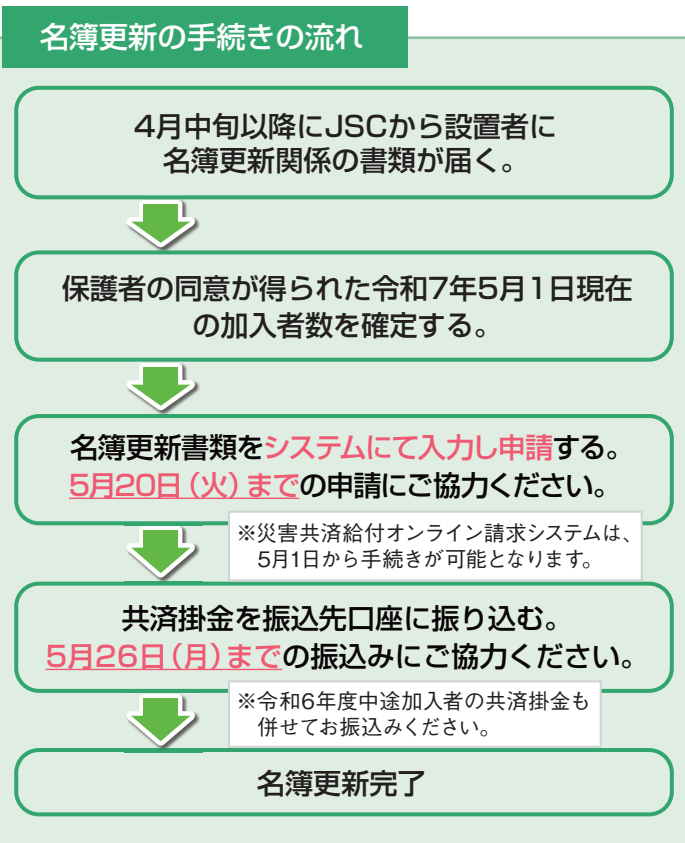 名簿更新の手続きの流れ
4月中旬以降にJSCから設置者に
名簿更新関係の書類が届く。
保護者の同意が得られた令和7年5月1日現在
の加入者数を確定する。
名簿更新書類をシステムにて入力し申請する。
5月20日（火）までの申請にご協力ください。
※災害共済給付オンライン請求システムは、
5月1日から手続きが可能となります。
共済掛金を振込先口座に振り込む。
5月26日（月）までの振込みにご協力ください。
※令和6年度中途加入者の共済掛金も
併せてお振込みください。
名簿更新完了